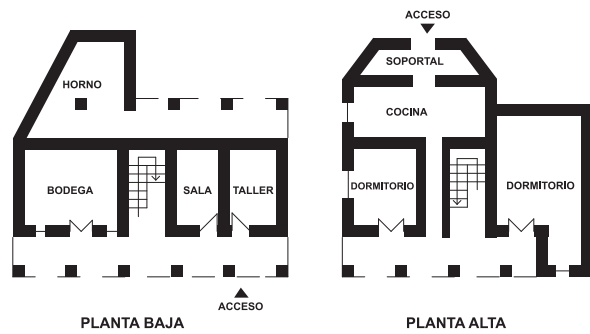 HORNO
BODEGA
SALA
TALLER
ACCESO
PLANTA BAJA
ACCESO
SOPORTAL
COCINA
DORMITORIO
DORMITORIO
PLANTA ALTA